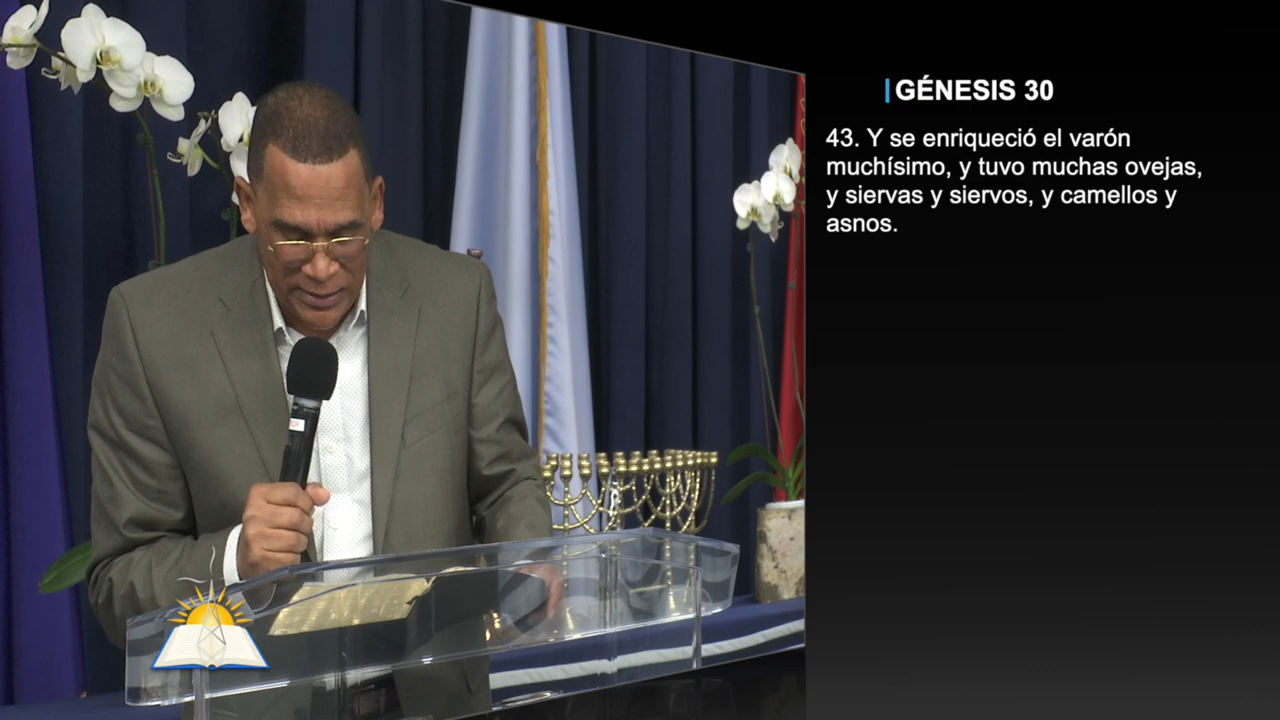 GÉNESIS 30
43. Y se enriqueció el varón
muchísimo, y tuvo muchas ovejas,
y siervas y siervos, y camellos y
asnos.